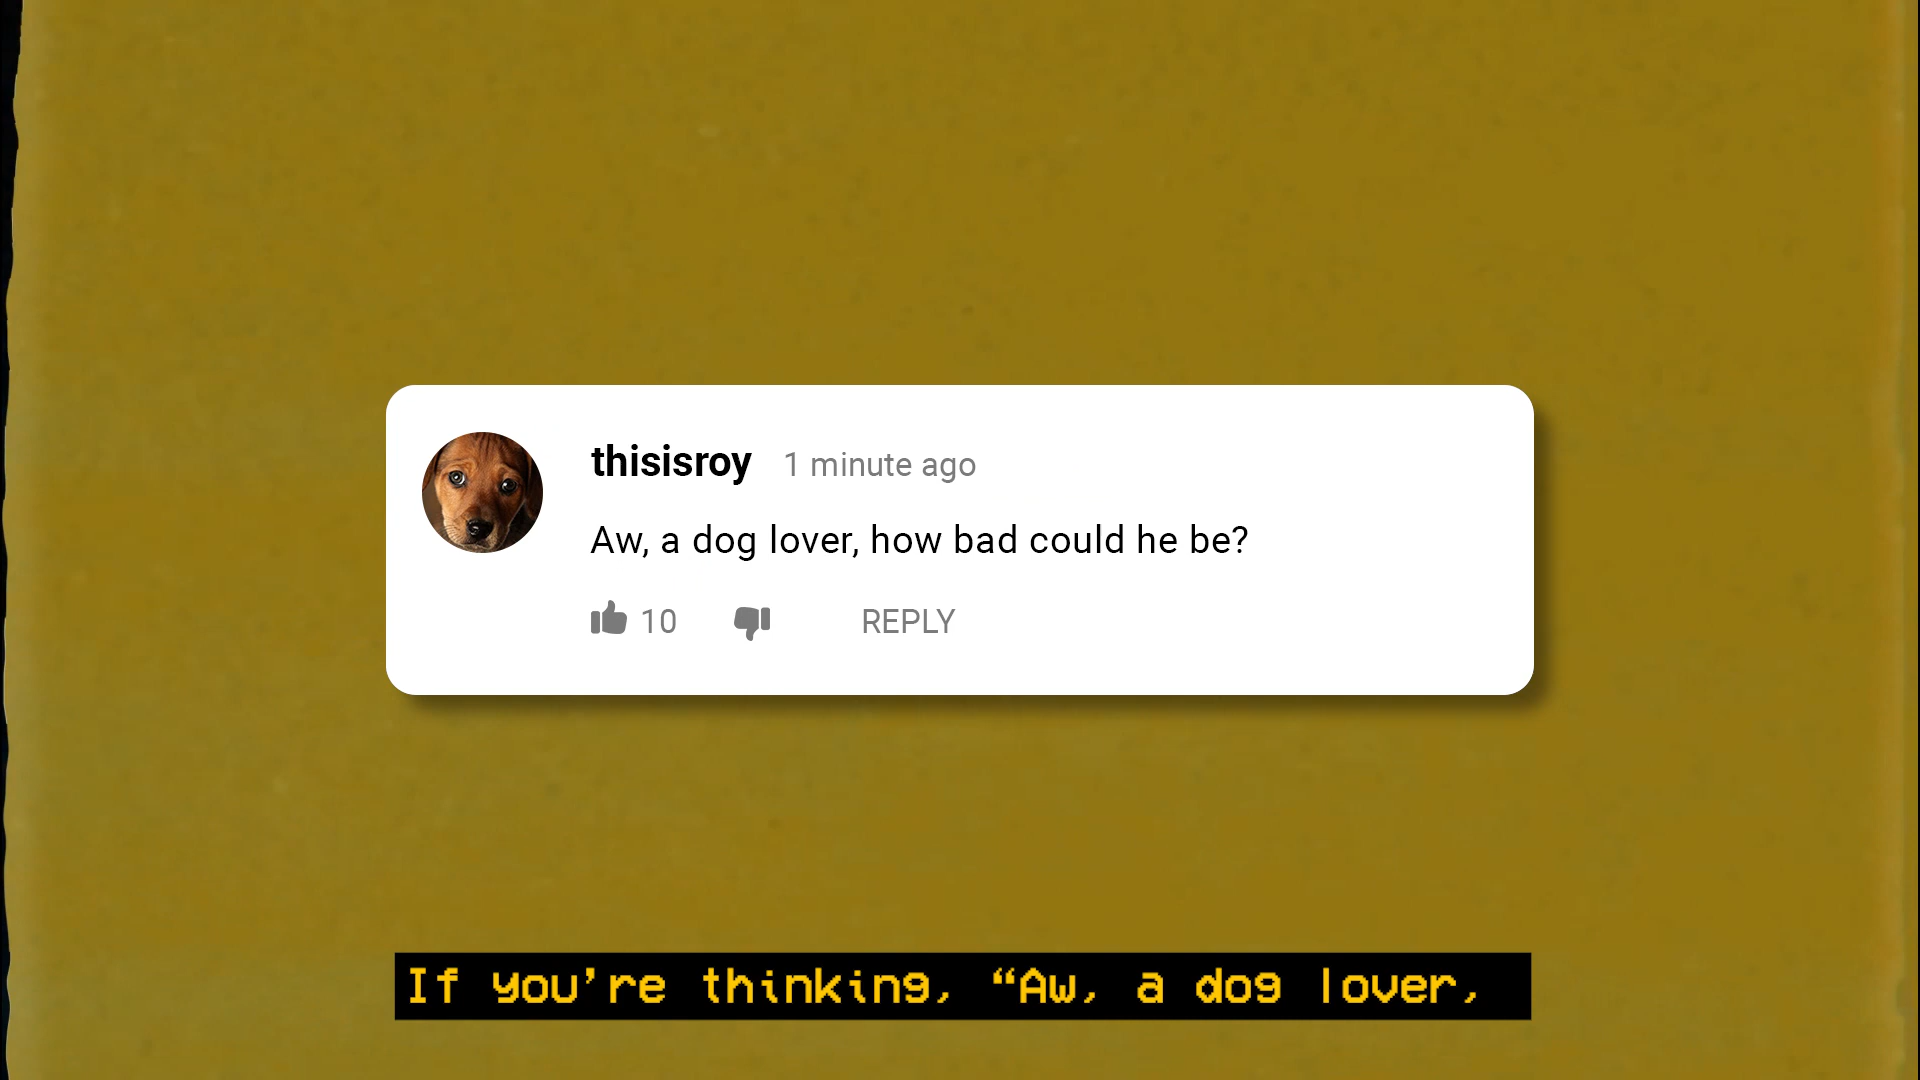 thisisroy 1 minute ago
Aw, a dog lover, how bad could he be?
10 REPLY
If you’re thinking, “Aw, a dog lover,